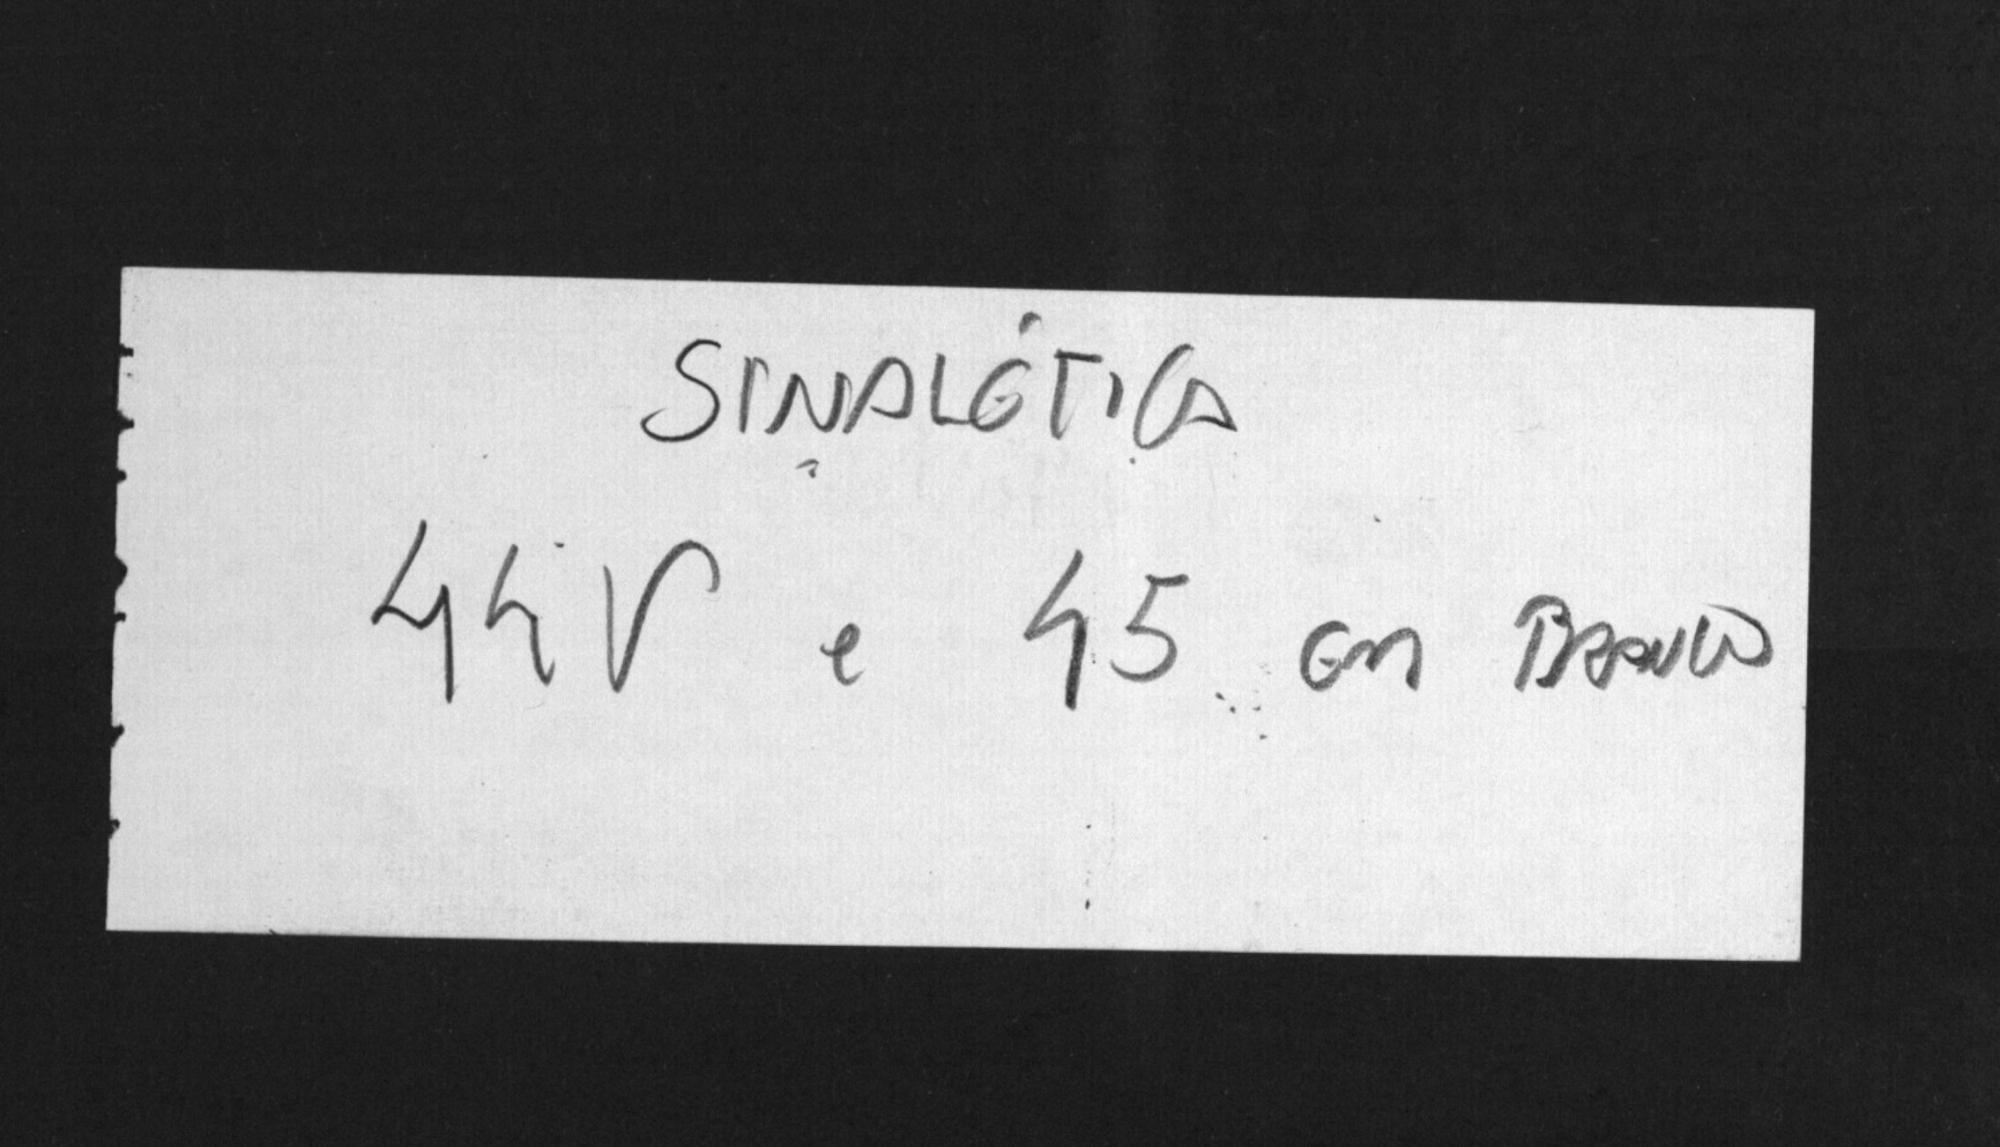 SINALÉTICA
44V e 45 em BRANCO